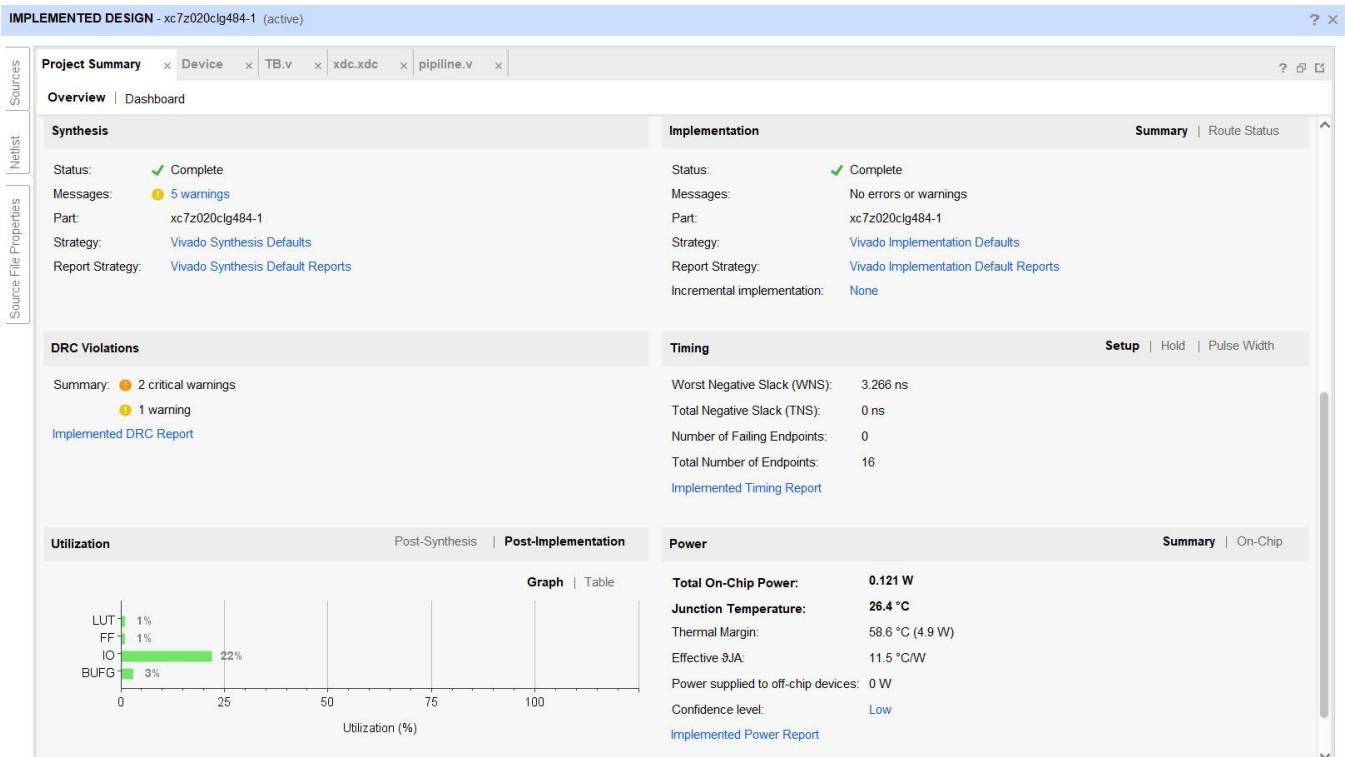 IMPLEMENTED DESIGN - xc7z020clg484-1 (active) ? ×
Sources
Netlist
Source File Properties
Project Summary × Device × TB.v × xdc.xdc × pipiline.v × ?
Overview | Dashboard
Synthesis
Status: Complete
Messages: 5 warnings
Part: xc7z020clg484-1
Strategy: Vivado Synthesis Defaults
Report Strategy: Vivado Synthesis Default Reports
Implementation Summary | Route Status
Status: Complete
Messages: No errors or warnings
Part: xc7z020clg484-1
Strategy: Vivado Implementation Defaults
Report Strategy: Vivado Implementation Default Reports
Incremental implementation: None
DRC Violations
Summary: 2 critical warnings
1 warning
Implemented DRC Report
Timing Setup | Hold | Pulse Width
Worst Negative Slack (WNS): 3.266 ns
Total Negative Slack (TNS): 0 ns
Number of Failing Endpoints: 0
Total Number of Endpoints: 16
Implemented Timing Report
Utilization Post-Synthesis | Post-Implementation
Graph | Table
LUT 1%
FF 1%
IO 22%
BUFG 3%
0 25 50 75 100
Utilization (%)
Power Summary | On-Chip
Total On-Chip Power: 0.121 W
Junction Temperature: 26.4 °C
Thermal Margin: 58.6 °C (4.9 W)
Effective ϑJA: 11.5 °C/W
Power supplied to off-chip devices: 0 W
Confidence level: Low
Implemented Power Report